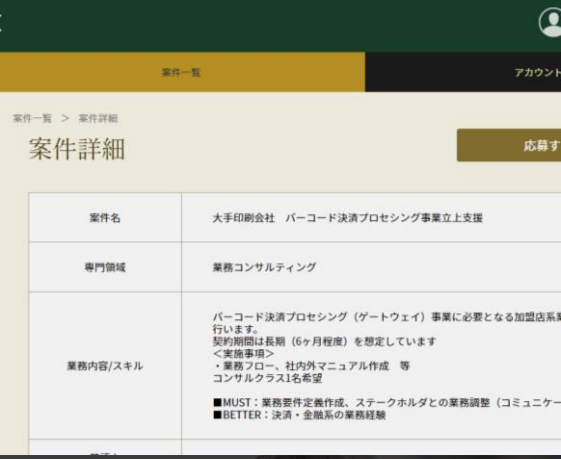 案件一覧
アカウント
案件一覧 > 案件詳細
案件詳細
応募す
案件名
大手印刷会社 バーコード決済プロセシング事業立上支援
専門領域
業務コンサルティング
業務内容/スキル
バーコード決済プロセシング（ゲートウェイ）事業に必要となる加盟店系業
行います。
契約期間は長期（6ヶ月程度）を想定しています
＜実施事項＞
・業務フロー、社内外マニュアル作成 等
コンサルクラス1名希望
■MUST：業務要件定義作成、ステークホルダとの業務調整（コミュニケー
■BETTER：決済・金融系の業務経験